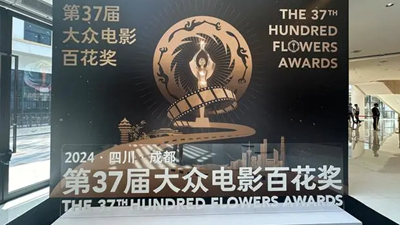 第37届
大众电影
百花奖
THE 37TH
HUNDRED
FLOWERS
AWARDS
2024·四川·成都
第37届大众电影百花奖
THE 37TH HUNDRED FLOWERS AWARDS